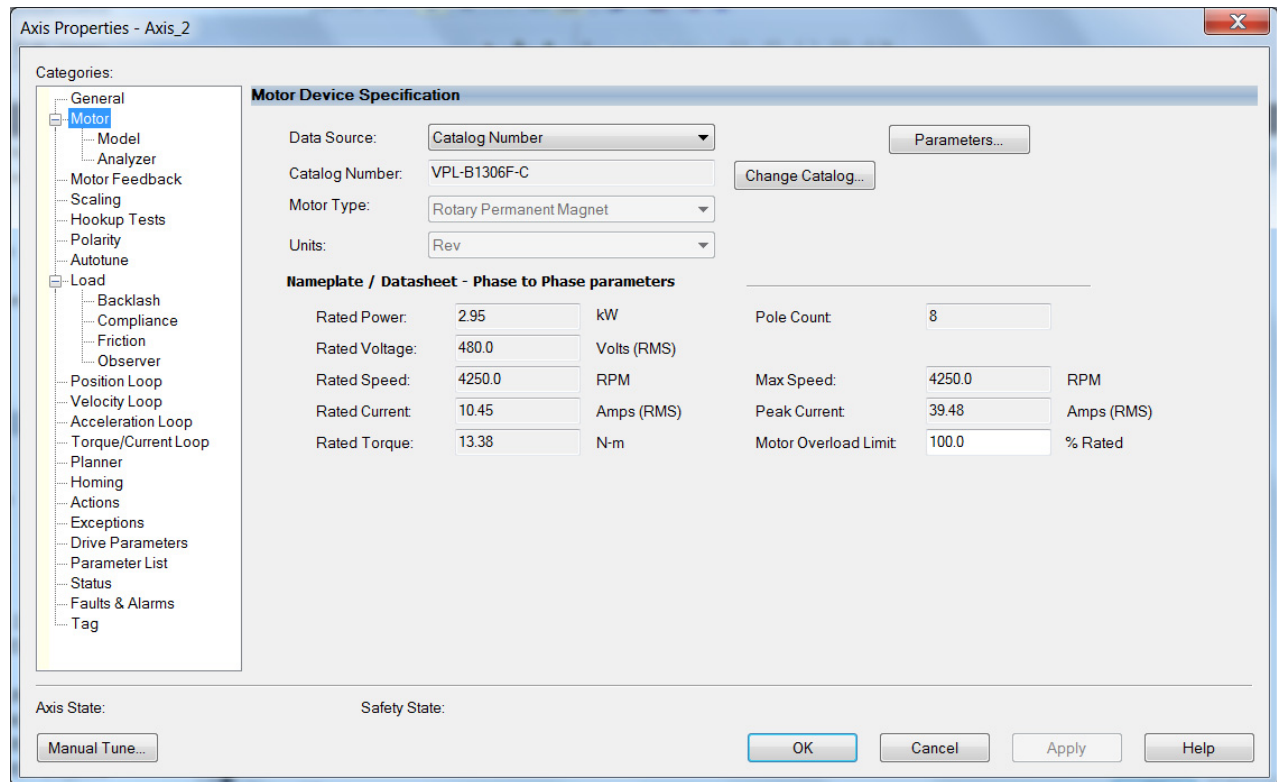 Axis Properties - Axis_2
X
Categories:
General
Motor
Model
Analyzer
Motor Feedback
Scaling
Hookup Tests
Polarity
Autotune
Load
Backlash
Compliance
Friction
Observer
Position Loop
Velocity Loop
Acceleration Loop
Torque/Current Loop
Planner
Homing
Actions
Exceptions
Drive Parameters
Parameter List
Status
Faults & Alarms
Tag
Motor Device Specification
Data Source: Catalog Number Parameters...
Catalog Number: VPL-B1306F-C Change Catalog...
Motor Type: Rotary Permanent Magnet
Units: Rev
Nameplate / Datasheet - Phase to Phase parameters
Rated Power: 2.95 kW Pole Count: 8
Rated Voltage: 480.0 Volts (RMS)
Rated Speed: 4250.0 RPM Max Speed: 4250.0 RPM
Rated Current: 10.45 Amps (RMS) Peak Current: 39.48 Amps (RMS)
Rated Torque: 13.38 N-m Motor Overload Limit: 100.0 % Rated
Axis State: Safety State:
Manual Tune... OK Cancel Apply Help